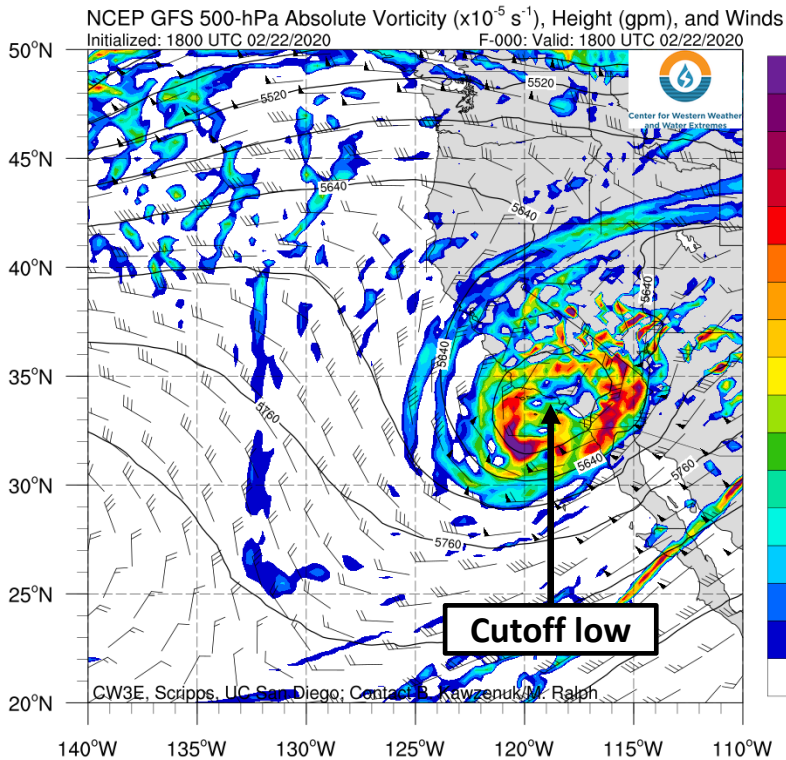 NCEP GFS 500-hPa Absolute Vorticity (x10⁻⁵ s⁻¹), Height (gpm), and Winds
Initialized: 1800 UTC 02/22/2020 F-000: Valid: 1800 UTC 02/22/2020
Center for Western Weather
and Water Extremes
50°N
45°N
40°N
35°N
30°N
25°N
20°N
5520
5520
5640
5640
5640
5640
5760
5640
5760
5760
Cutoff low
CW3E, Scripps, UC San Diego; Contact B. Kawzenuk/M. Ralph
140°W 135°W 130°W 125°W 120°W 115°W 110°W